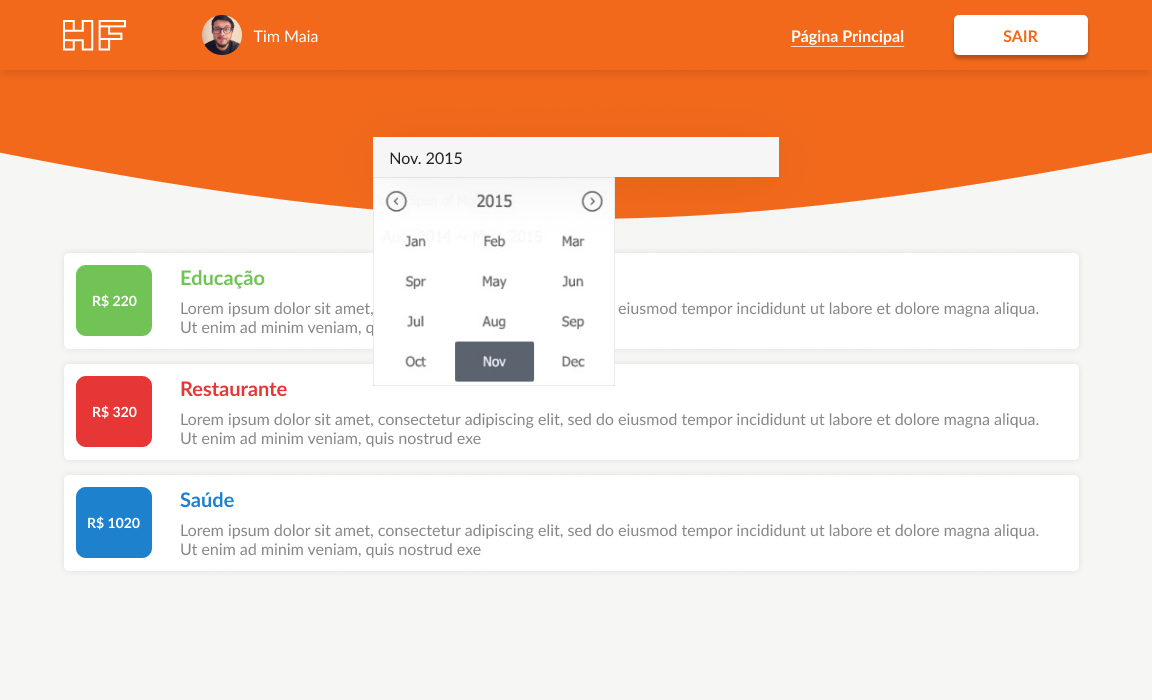 HF
Tim Maia
Página Principal
SAIR
Nov. 2015
2015
Jan Feb Mar
Spr May Jun
Jul Aug Sep
Oct Nov Dec
R$ 220
Educação
Lorem ipsum dolor sit amet, eiusmod tempor incididunt ut labore et dolore magna aliqua.
Ut enim ad minim veniam, q
R$ 320
Restaurante
Lorem ipsum dolor sit amet, consectetur adipiscing elit, sed do eiusmod tempor incididunt ut labore et dolore magna aliqua.
Ut enim ad minim veniam, quis nostrud exe
R$ 1020
Saúde
Lorem ipsum dolor sit amet, consectetur adipiscing elit, sed do eiusmod tempor incididunt ut labore et dolore magna aliqua.
Ut enim ad minim veniam, quis nostrud exe